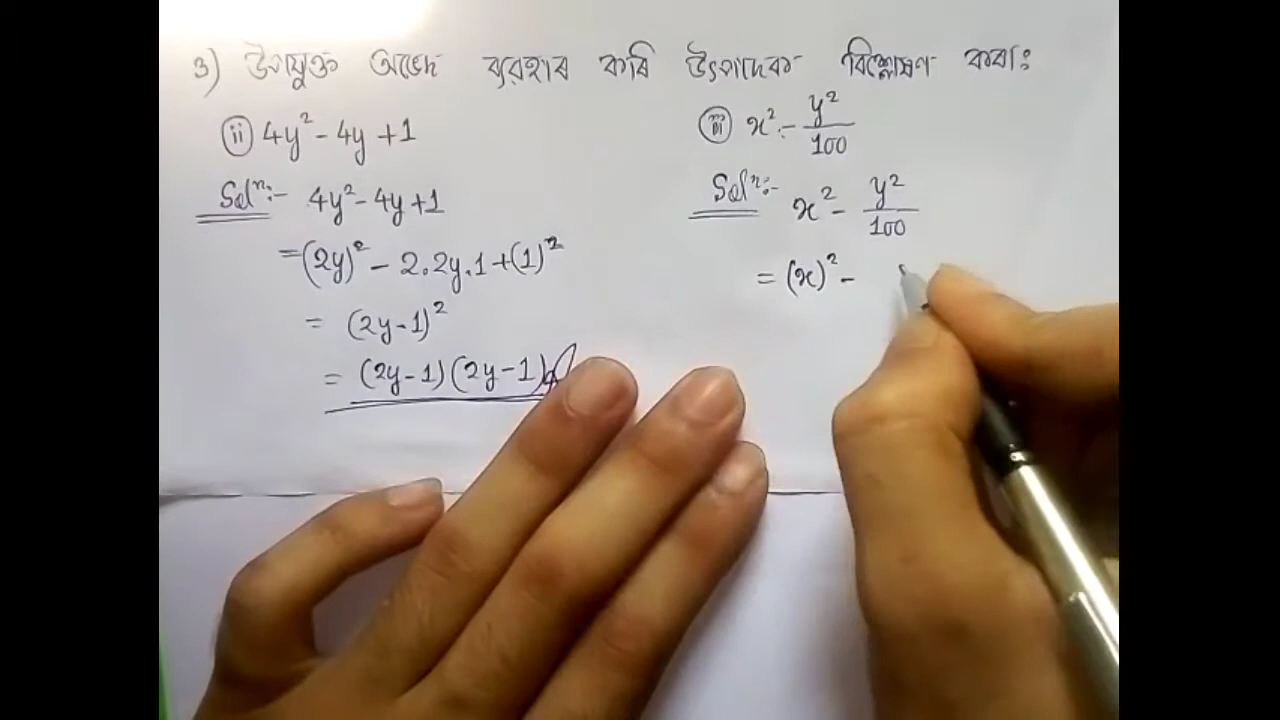 ৩) উপযুক্ত অভেদ ব্যৱহাৰ কৰি উৎপাদক বিশ্লেষণ কৰাঃ
(ii) 4y² - 4y + 1
Solⁿ:- 4y² - 4y + 1
= (2y)² - 2.2y.1 + (1)²
= (2y - 1)²
= (2y - 1) (2y - 1)
(iii) x² - y²/100
Solⁿ:- x² - y²/100
= (x)² -